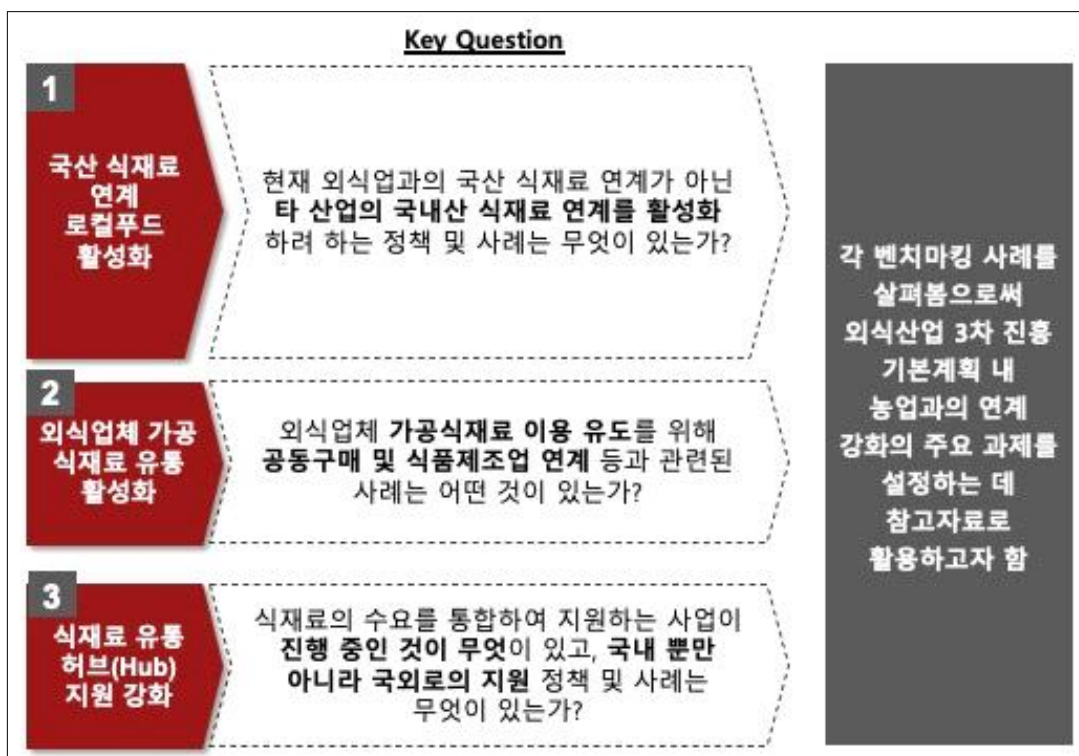 Key Question
1
국산 식재료
연계
로컬푸드
활성화
현재 외식업과의 국산 식재료 연계가 아닌
타 산업의 국내산 식재료 연계를 활성화
하려 하는 정책 및 사례는 무엇이 있는가?
2
외식업체 가공
식재료 유통
활성화
외식업체 가공식재료 이용 유도를 위해
공동구매 및 식품제조업 연계 등과 관련된
사례는 어떤 것이 있는가?
3
식재료 유통
허브(Hub)
지원 강화
식재료의 수요를 통합하여 지원하는 사업이
진행 중인 것이 무엇이 있고, 국내 뿐만
아니라 국외로의 지원 정책 및 사례는
무엇이 있는가?
각 벤치마킹 사례를
살펴봄으로써
외식산업 3차 진흥
기본계획 내
농업과의 연계
강화의 주요 과제를
설정하는 데
참고자료로
활용하고자 함